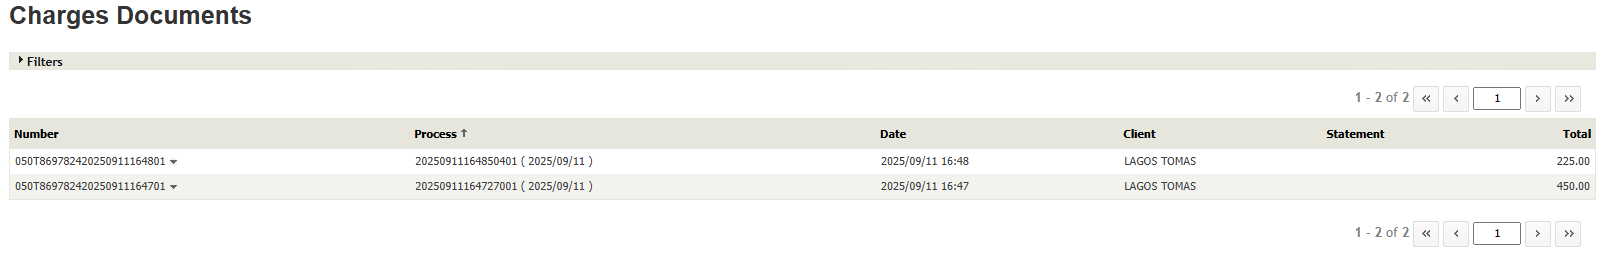 Charges Documents
Filters
1 - 2 of 2 « ‹ 1 › »
Number Process ↑ Date Client Statement Total
050T869782420250911164801 20250911164850401 ( 2025/09/11 ) 2025/09/11 16:48 LAGOS TOMAS 225.00
050T869782420250911164701 20250911164727001 ( 2025/09/11 ) 2025/09/11 16:47 LAGOS TOMAS 450.00
1 - 2 of 2 « ‹ 1 › »